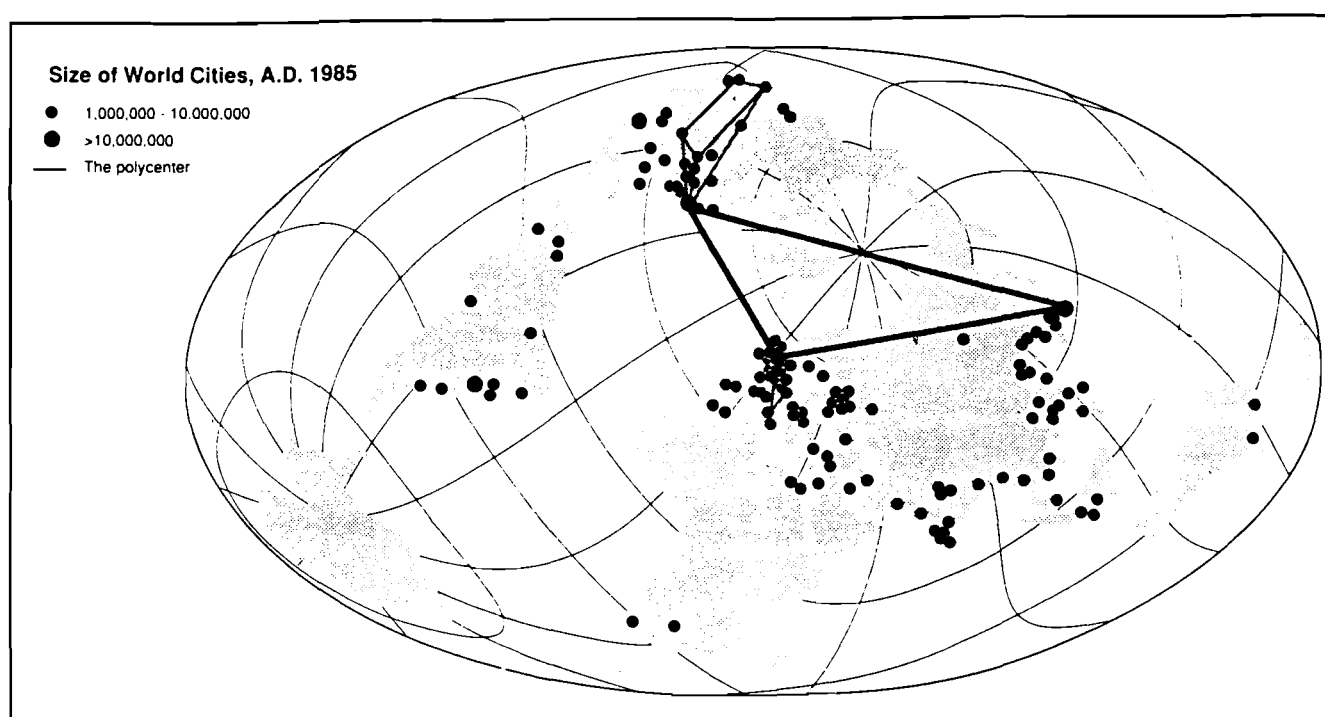 Size of World Cities, A.D. 1985
1,000,000 - 10.000.000
>10,000,000
The polycenter